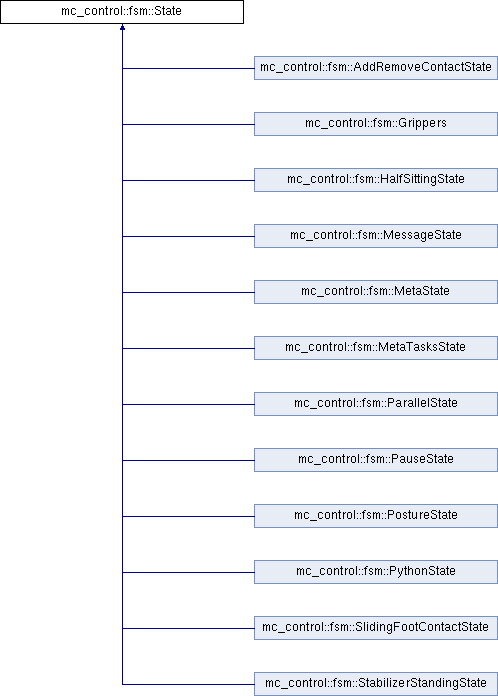 mc_control::fsm::State
mc_control::fsm::AddRemoveContactState
mc_control::fsm::Grippers
mc_control::fsm::HalfSittingState
mc_control::fsm::MessageState
mc_control::fsm::MetaState
mc_control::fsm::MetaTasksState
mc_control::fsm::ParallelState
mc_control::fsm::PauseState
mc_control::fsm::PostureState
mc_control::fsm::PythonState
mc_control::fsm::SlidingFootContactState
mc_control::fsm::StabilizerStandingState